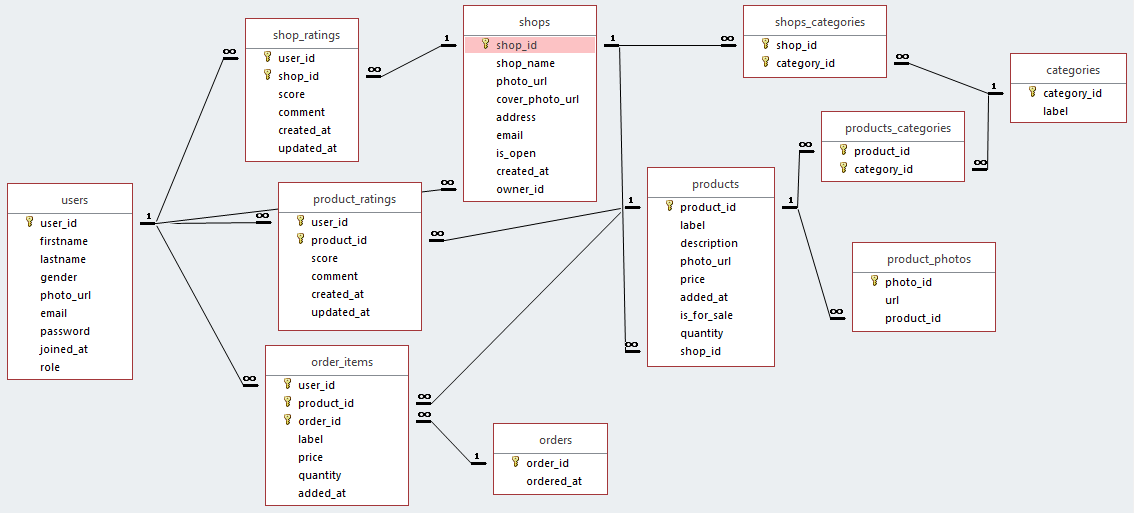 shop_ratings
user_id
shop_id
score
comment
created_at
updated_at
shops
shop_id
shop_name
photo_url
cover_photo_url
address
email
is_open
created_at
owner_id
shops_categories
shop_id
category_id
categories
category_id
label
products_categories
product_id
category_id
users
user_id
firstname
lastname
gender
photo_url
email
password
joined_at
role
product_ratings
user_id
product_id
score
comment
created_at
updated_at
products
product_id
label
description
photo_url
price
added_at
is_for_sale
quantity
shop_id
product_photos
photo_id
url
product_id
order_items
user_id
product_id
order_id
label
price
quantity
added_at
orders
order_id
ordered_at
1
∞
∞
1
1
∞
∞
1
∞
∞
∞
1
∞
∞
1
1
∞
∞
∞
∞
∞
1